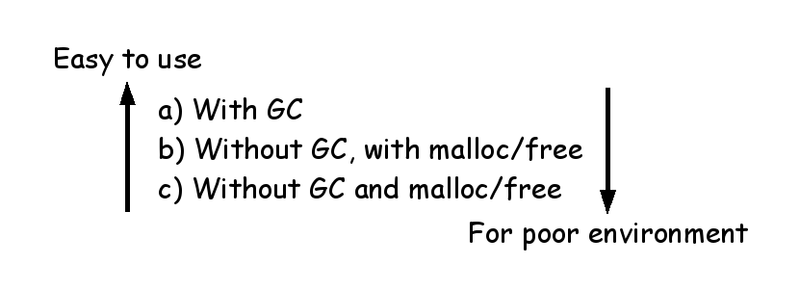 Easy to use
a) With GC
b) Without GC, with malloc/free
c) Without GC and malloc/free
For poor environment